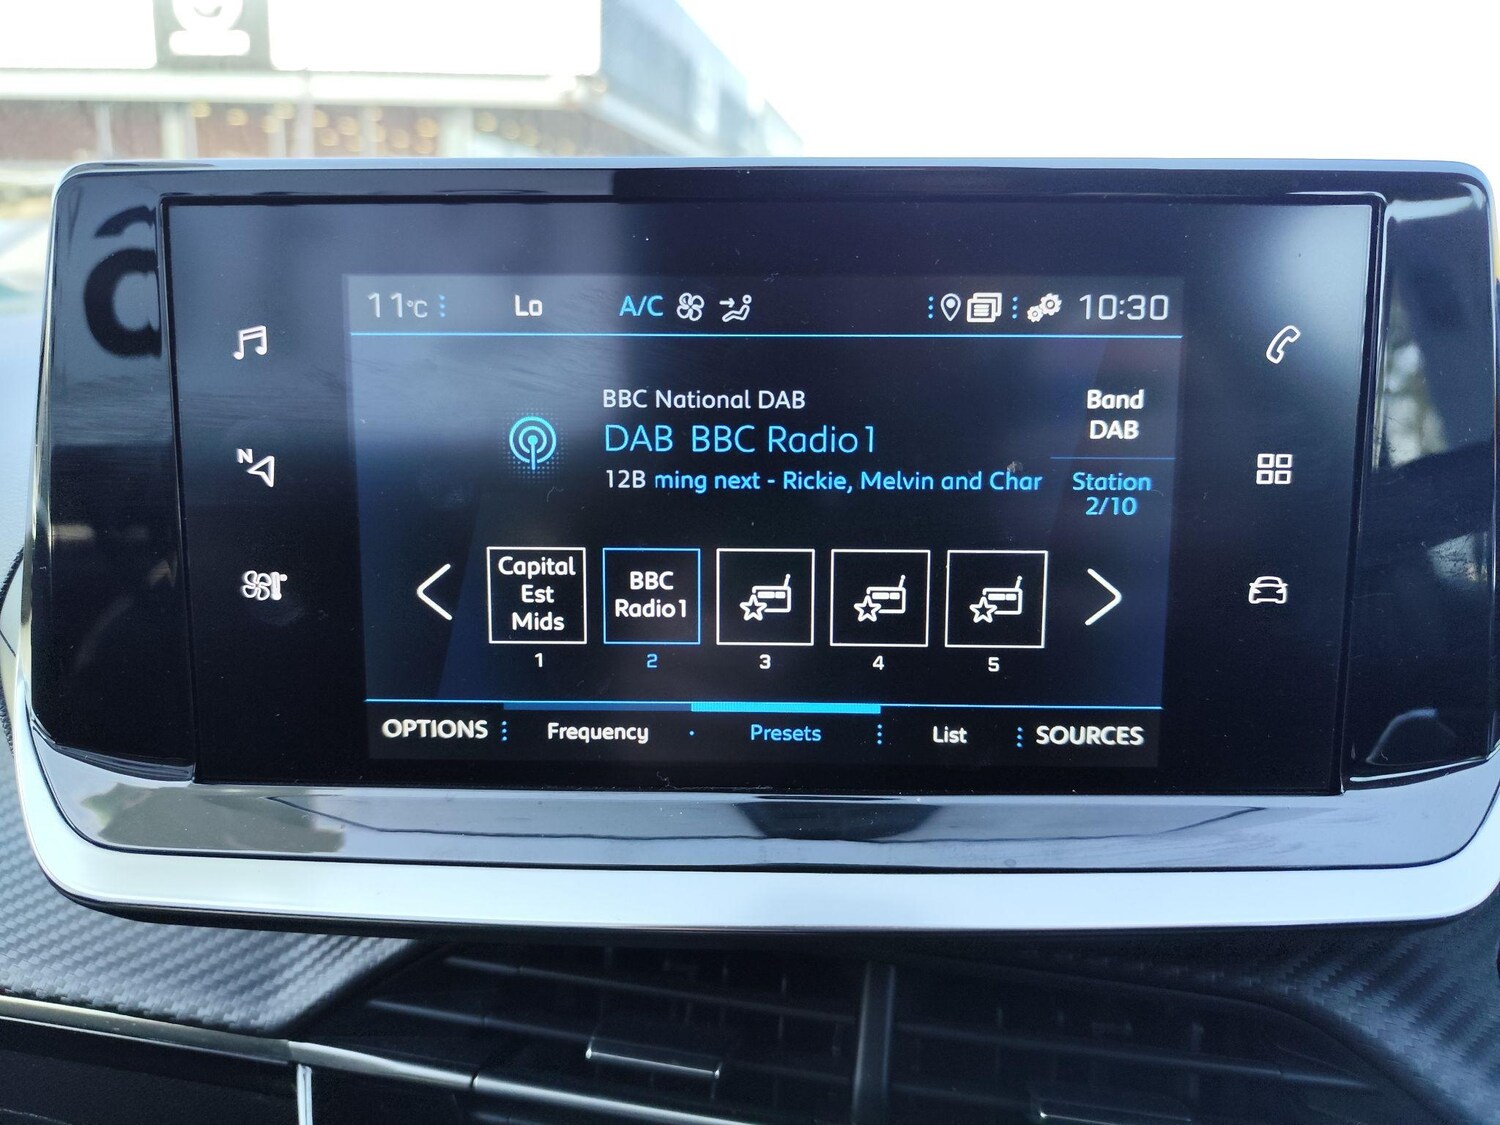 11°C Lo A/C 10:30
BBC National DAB
DAB BBC Radio1
12B ming next - Rickie, Melvin and Char
Band
DAB
Station
2/10
N
Capital
Est
Mids
BBC
Radio1
1 2 3 4 5
OPTIONS Frequency Presets List SOURCES